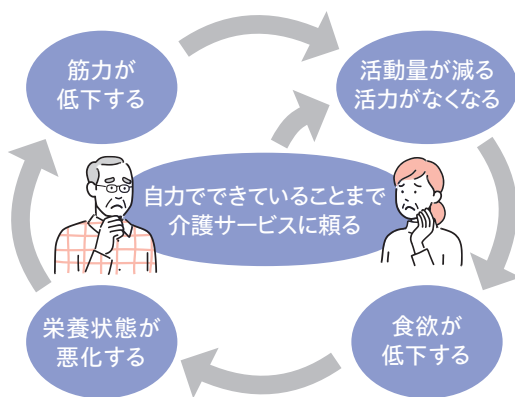 筋力が
低下する
活動量が減る
活力がなくなる
自力でできていることまで
介護サービスに頼る
栄養状態が
悪化する
食欲が
低下する